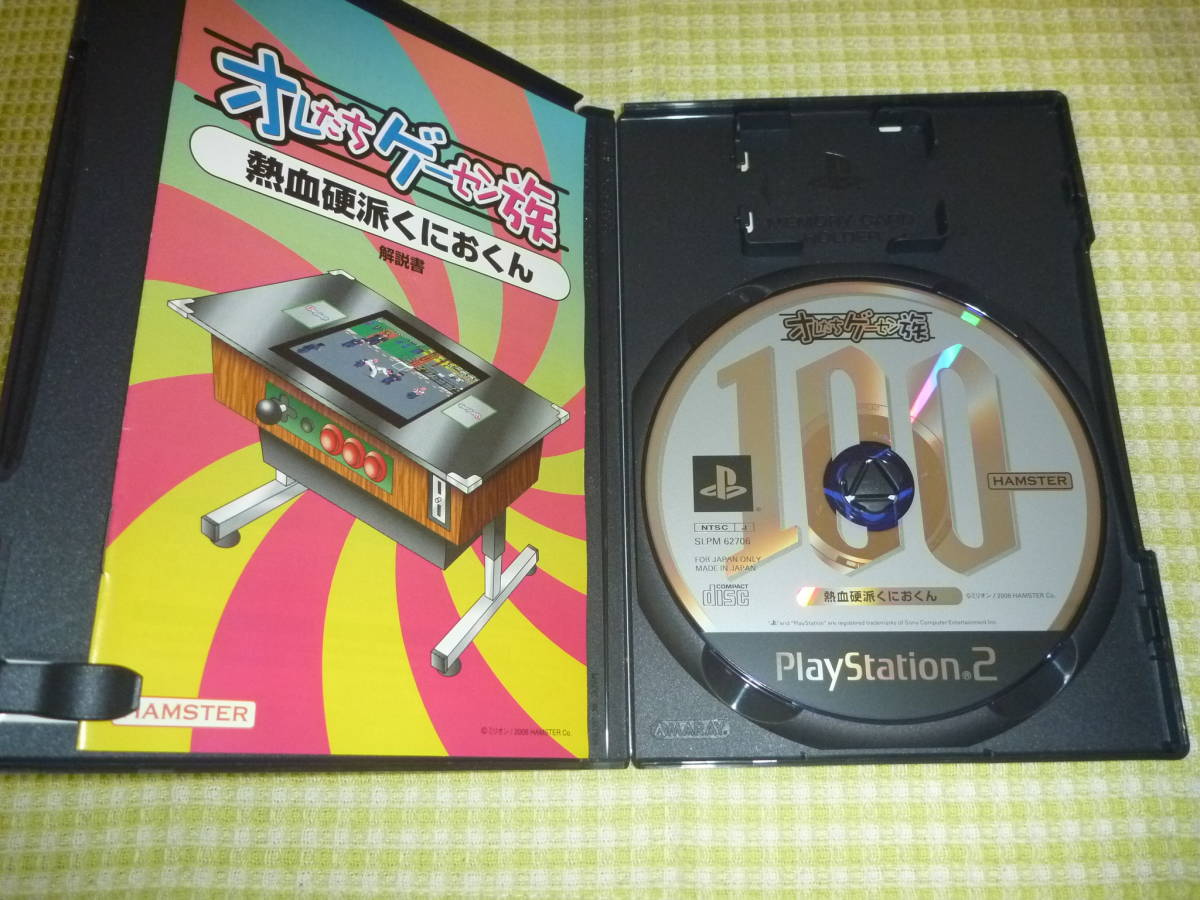 オレたちゲーセン族
熱血硬派くにおくん
解説書
HAMSTER
©ミリオン/2006 HAMSTER Co.
MEMORY CARD
HOLDER
オレたちゲーセン族
100
HAMSTER
NTSC J
SLPM 62706
FOR JAPAN ONLY
MADE IN JAPAN
COMPACT
disc
熱血硬派くにおくん
©ミリオン/2006 HAMSTER Co.
and "PlayStation" are registered trademarks of Sony Computer Entertainment Inc.
PlayStation®2
AMARAY